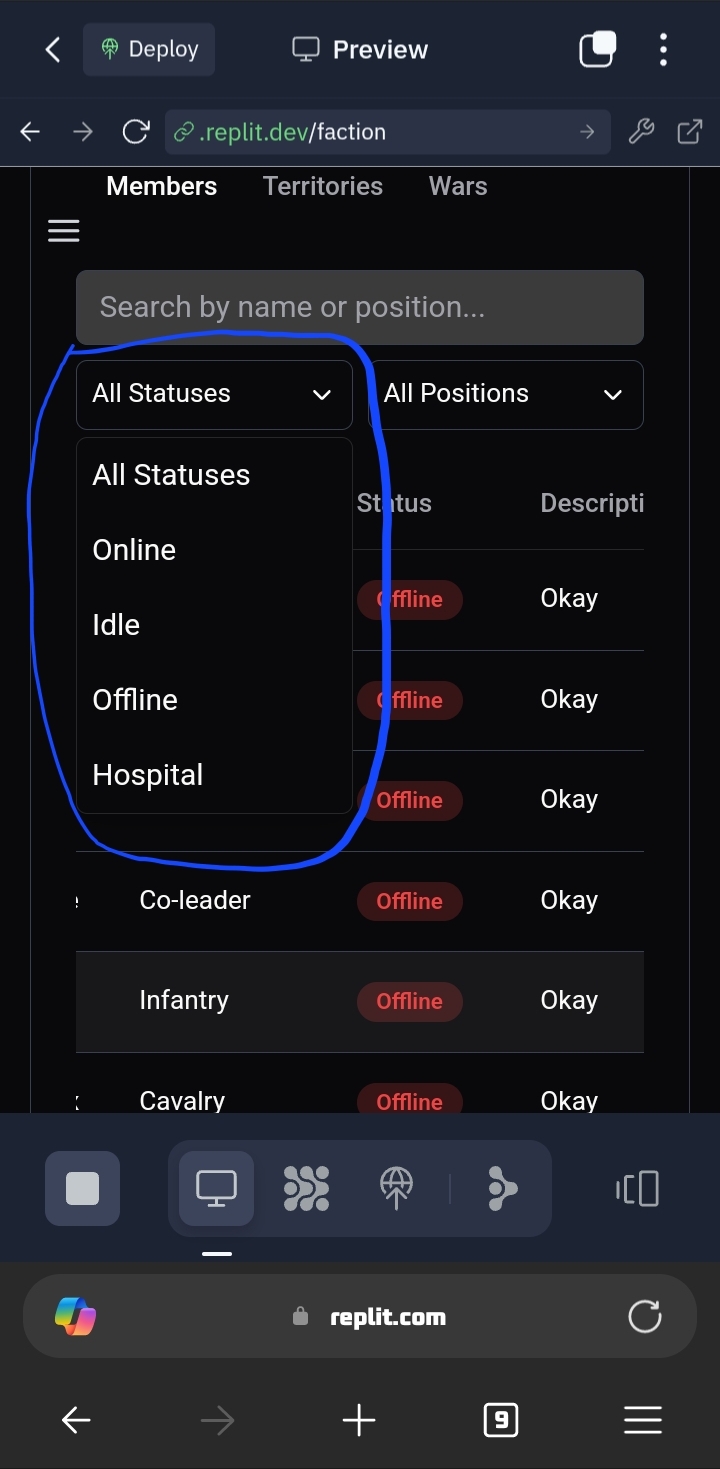 Deploy
Preview
.replit.dev/faction
Members Territories Wars
Search by name or position...
All Statuses All Positions
All Statuses
Status Descripti
Online
Offline Okay
Idle
Offline Offline Okay
Hospital
Offline Okay
Co-leader Offline Okay
Infantry Offline Okay
Cavalry Offline Okay
replit.com
9